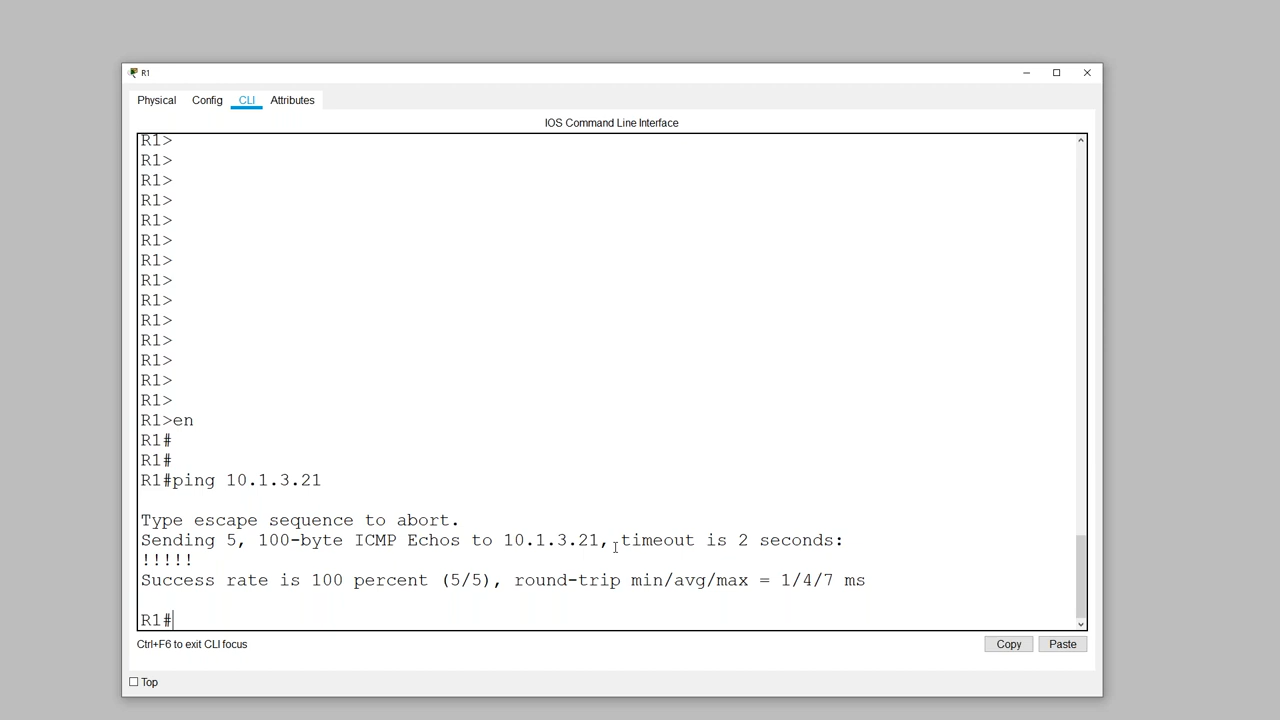 R1
Physical Config CLI Attributes
IOS Command Line Interface
R1>
R1>
R1>
R1>
R1>
R1>
R1>
R1>
R1>
R1>
R1>
R1>
R1>
R1>
R1>en
R1#
R1#
R1#ping 10.1.3.21
Type escape sequence to abort.
Sending 5, 100-byte ICMP Echos to 10.1.3.21, timeout is 2 seconds:
!!!!!
Success rate is 100 percent (5/5), round-trip min/avg/max = 1/4/7 ms
R1#
Ctrl+F6 to exit CLI focus
Copy Paste
Top